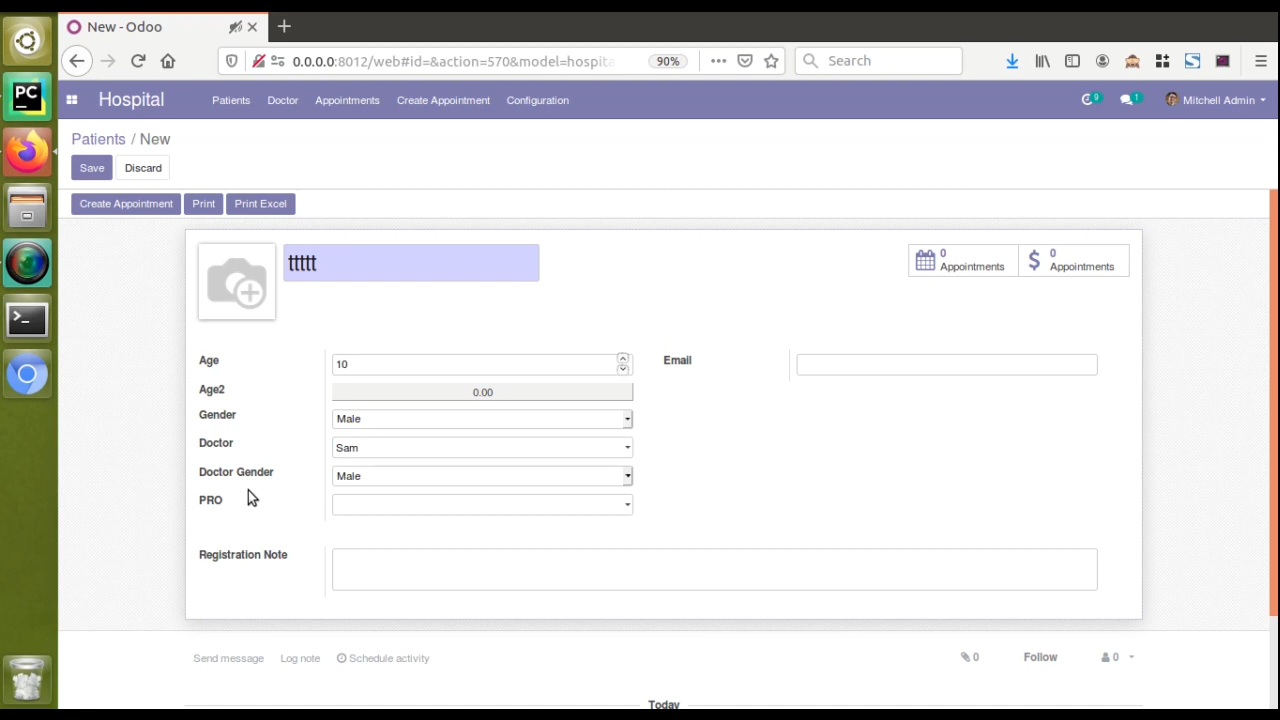 New - Odoo
0.0.0.0:8012/web#id=&action=570&model=hospita
90%
Search
PC
Hospital
Patients
Doctor
Appointments
Create Appointment
Configuration
9
1
Mitchell Admin
Patients / New
Save
Discard
Create Appointment
Print
Print Excel
ttttt
0
Appointments
0
Appointments
Age
10
Email
Age2
0.00
Gender
Male
Doctor
Sam
Doctor Gender
Male
PRO
Registration Note
Send message
Log note
Schedule activity
0
Follow
0
Today